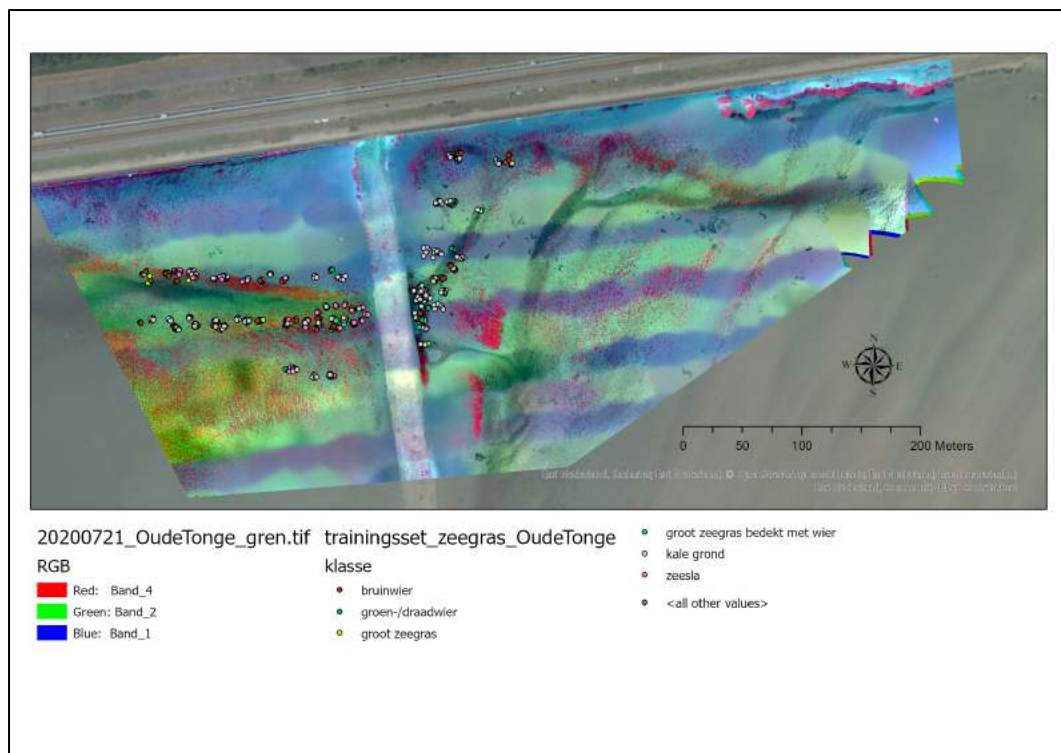 N
W E
S
0 50 100 200 Meters
20200721_OudeTonge_gren.tif
RGB
Red: Band_4
Green: Band_2
Blue: Band_1
trainingsset_zeegras_OudeTonge
klasse
bruinwier
groen-/draadwier
groot zeegras
groot zeegras bedekt met wier
kale grond
zeesla
<all other values>